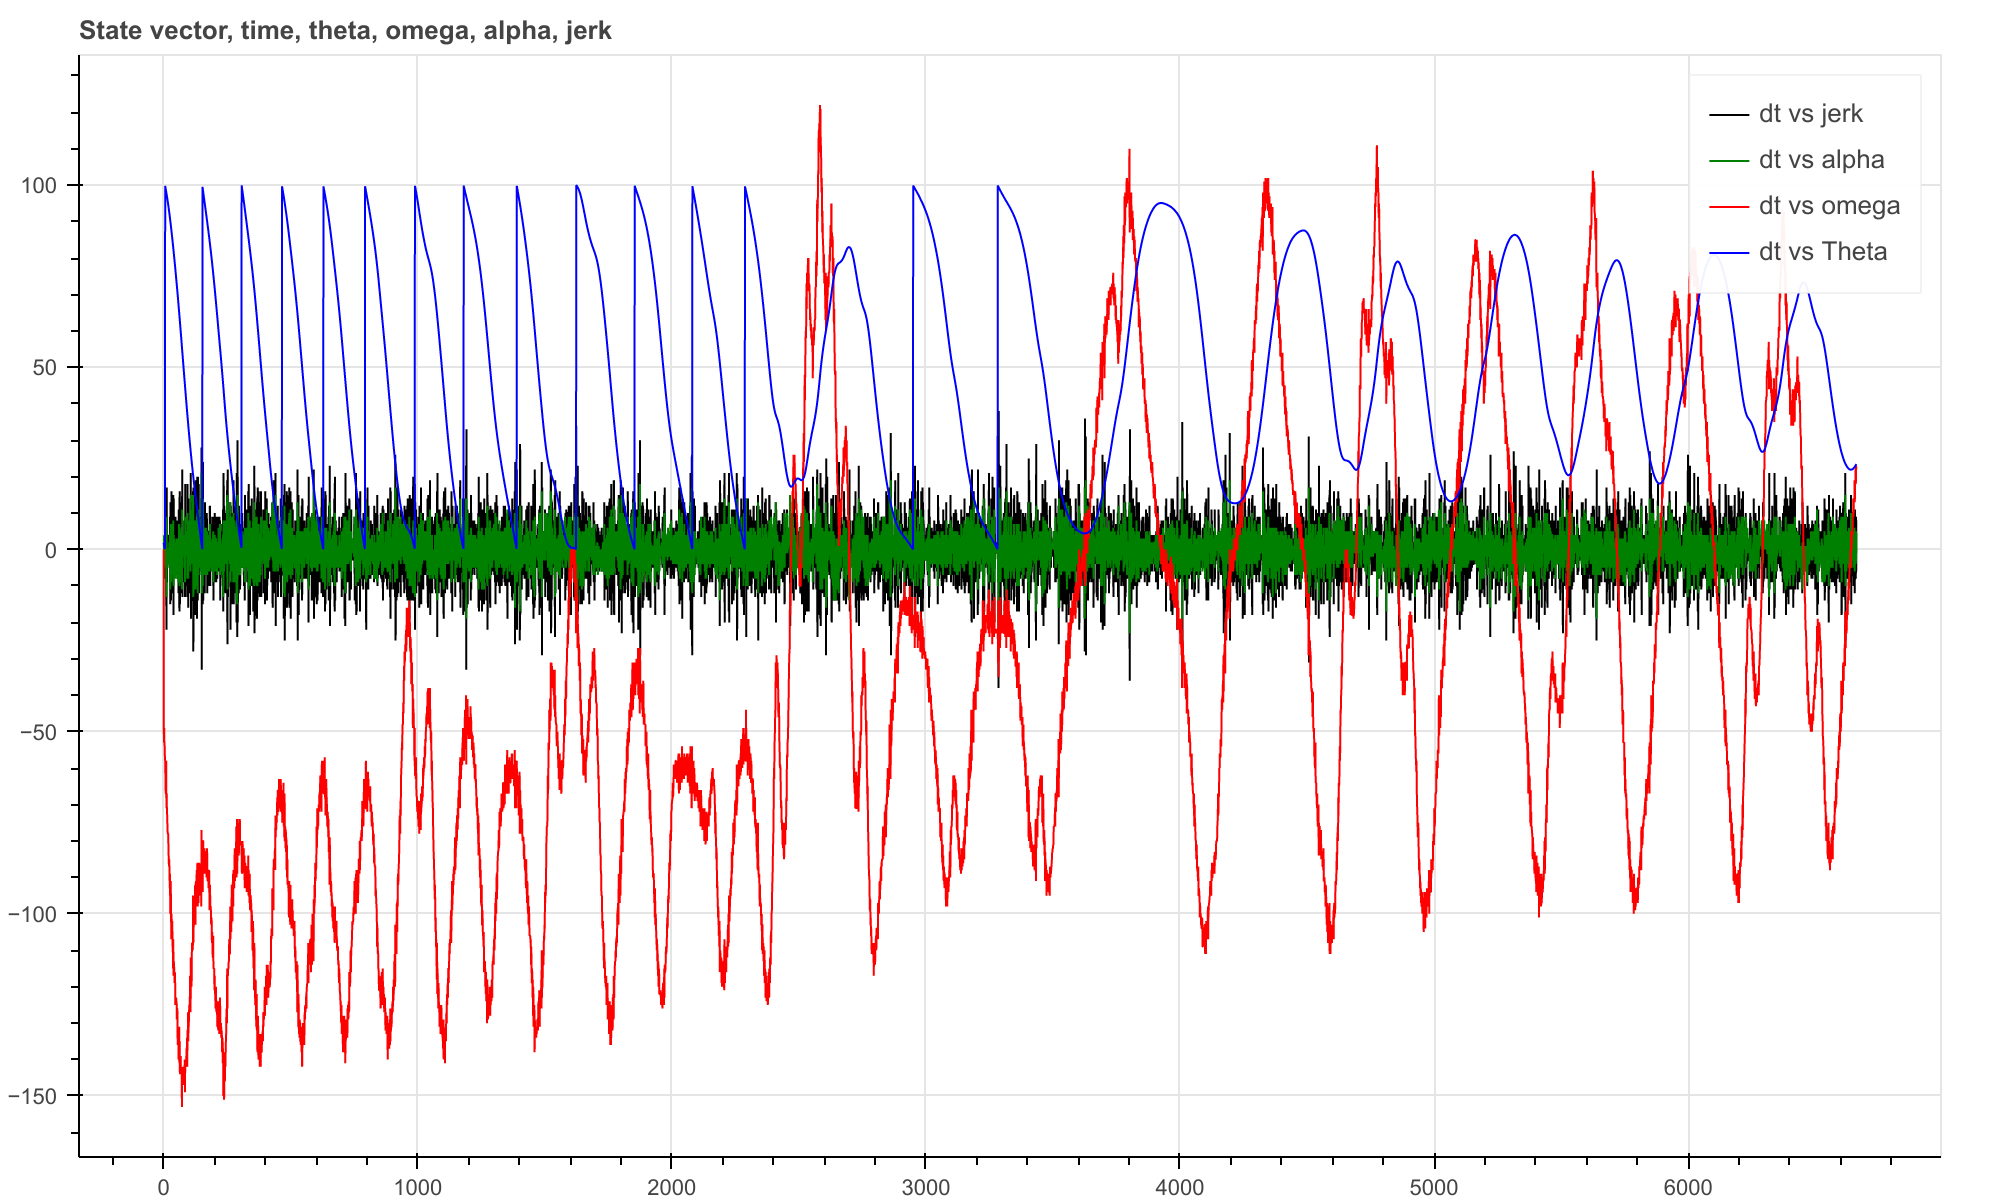 State vector, time, theta, omega, alpha, jerk
dt vs jerk
dt vs alpha
dt vs omega
dt vs Theta
100
50
0
−50
−100
−150
0
1000
2000
3000
4000
5000
6000